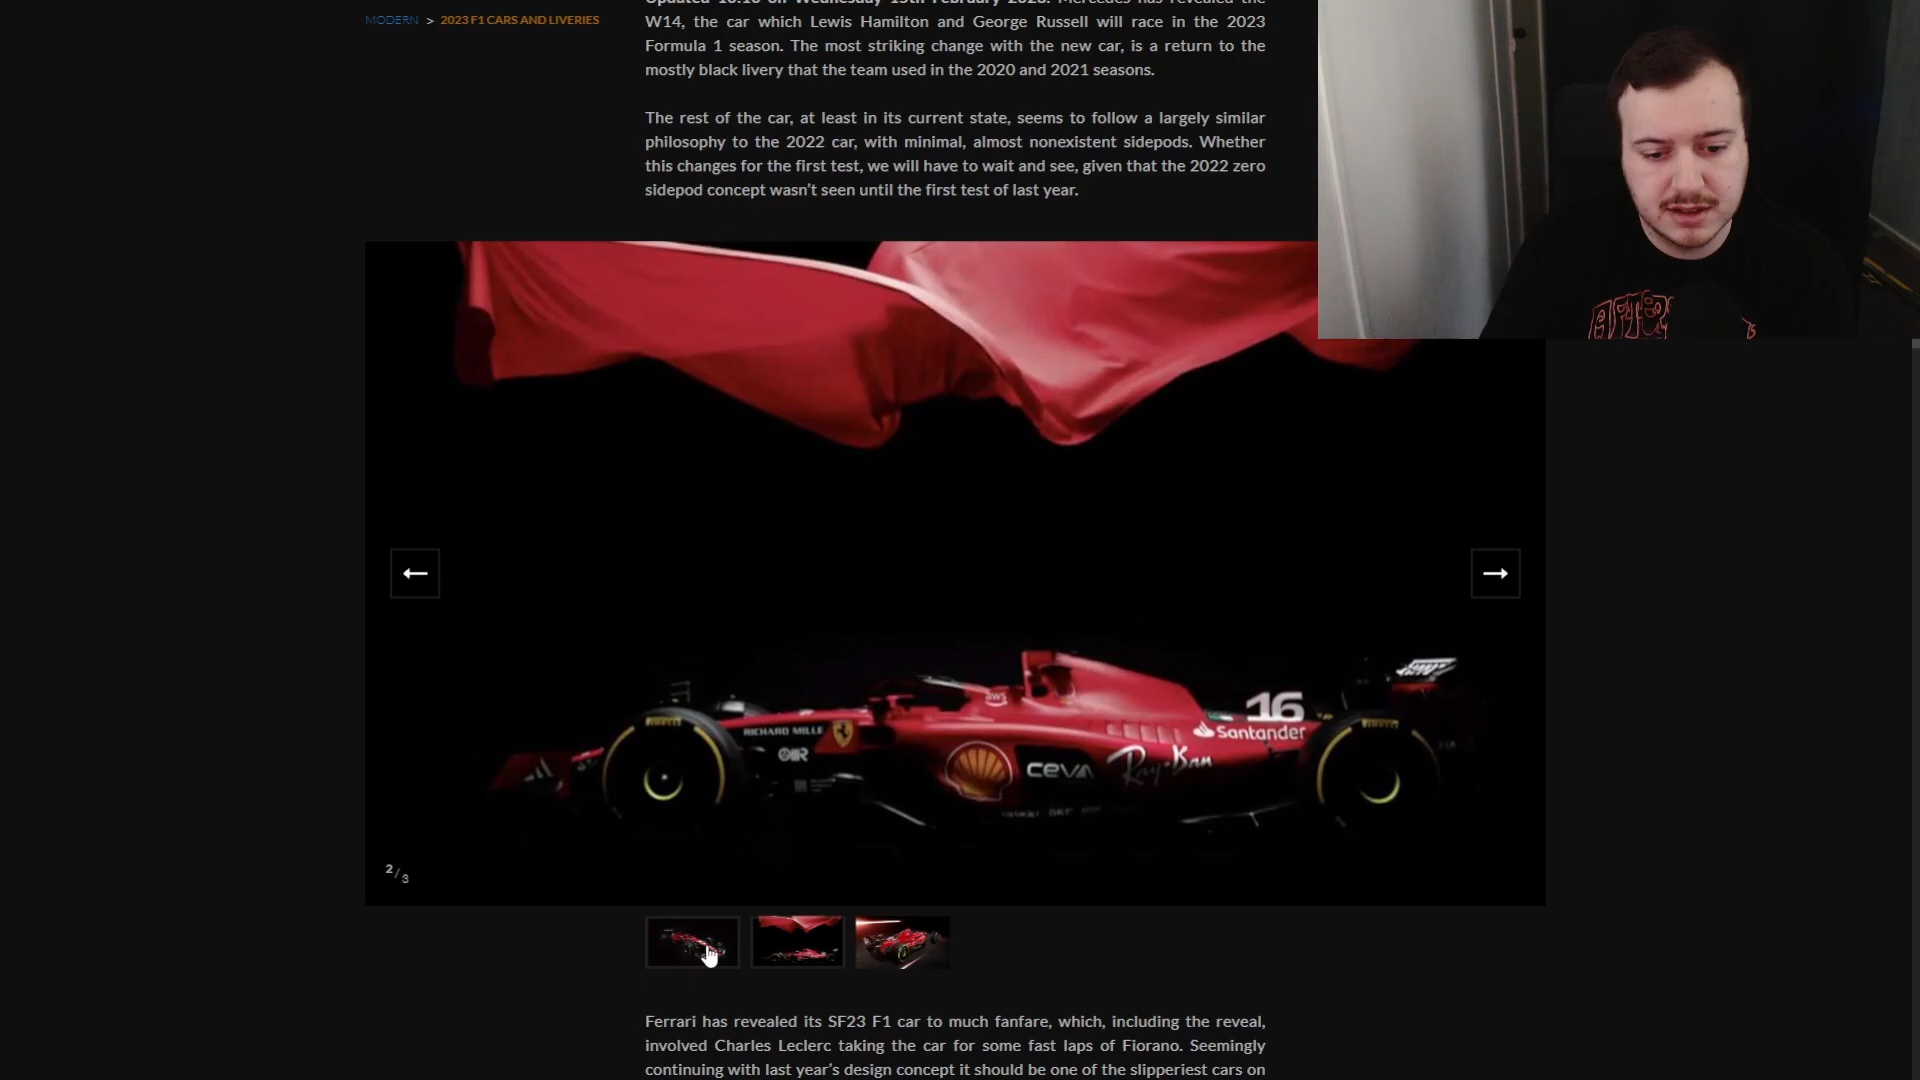 MODERN > 2023 F1 CARS AND LIVERIES
W14, the car which Lewis Hamilton and George Russell will race in the 2023
Formula 1 season. The most striking change with the new car, is a return to the
mostly black livery that the team used in the 2020 and 2021 seasons.
The rest of the car, at least in its current state, seems to follow a largely similar
philosophy to the 2022 car, with minimal, almost nonexistent sidepods. Whether
this changes for the first test, we will have to wait and see, given that the 2022 zero
sidepod concept wasn't seen until the first test of last year.
aws
16
PIRELLI
PIRELLI
RICHARD MILLE
Santander
CEVA
Ray-Ban
2/3
Ferrari has revealed its SF23 F1 car to much fanfare, which, including the reveal,
involved Charles Leclerc taking the car for some fast laps of Fiorano. Seemingly
continuing with last year's design concept it should be one of the slipperiest cars on